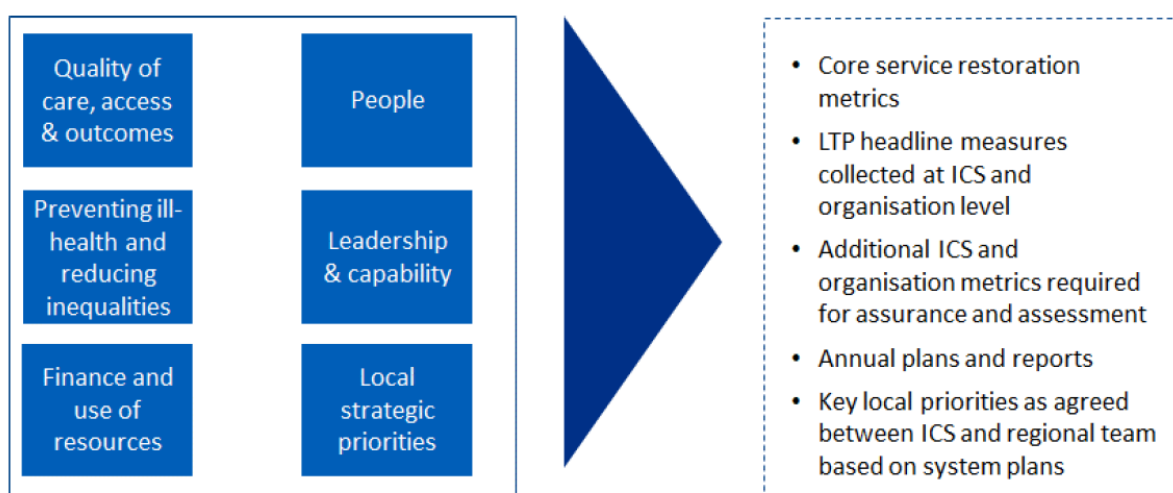 Quality of
care, access
& outcomes
People
Preventing ill-
health and
reducing
inequalities
Leadership
& capability
Finance and
use of
resources
Local
strategic
priorities
• Core service restoration
metrics
• LTP headline measures
collected at ICS and
organisation level
• Additional ICS and
organisation metrics required
for assurance and assessment
• Annual plans and reports
• Key local priorities as agreed
between ICS and regional team
based on system plans